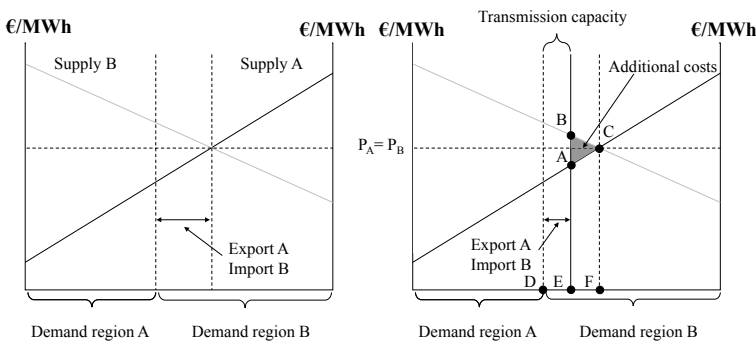 €/MWh
€/MWh
Supply B
Supply A
Export A
Import B
Demand region A
Demand region B
Transmission capacity
€/MWh
€/MWh
Additional costs
B
C
P_A = P_B
A
Export A
Import B
D
E
F
Demand region A
Demand region B